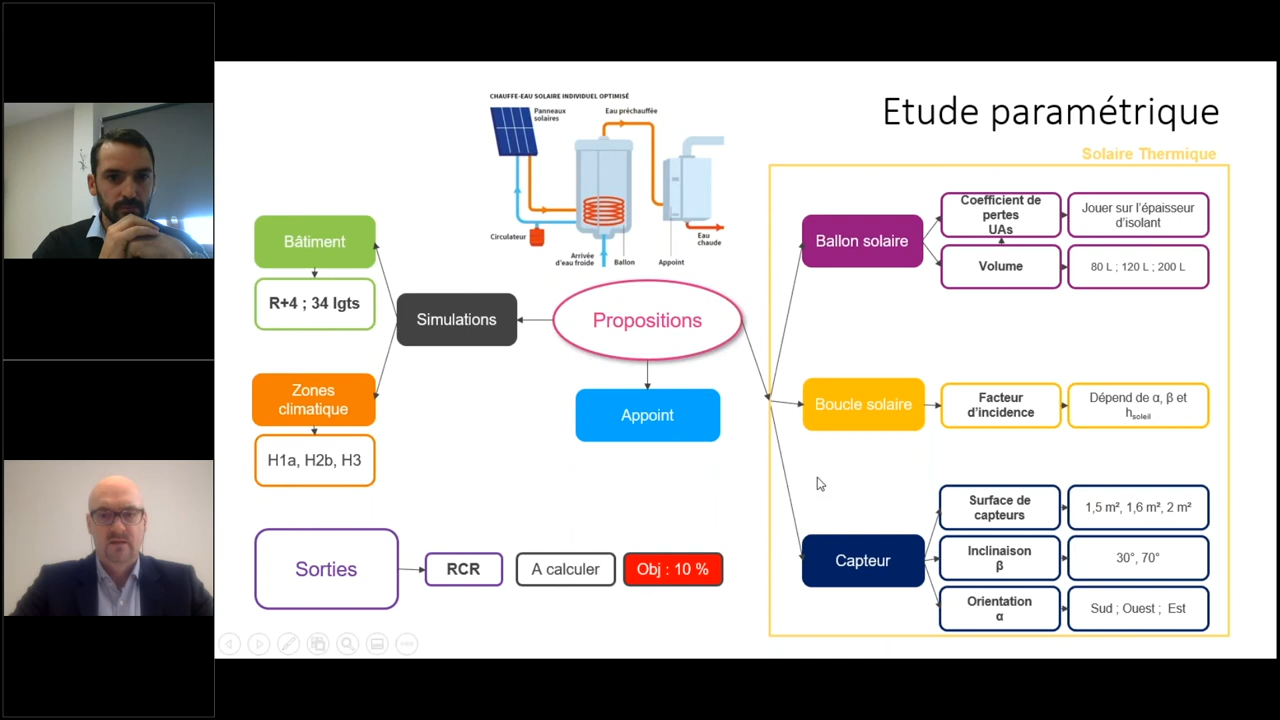 Etude paramétrique
Solaire Thermique
CHAUFFE-EAU SOLAIRE INDIVIDUEL OPTIMISÉ
Panneaux
solaires
Eau préchauffée
Circulateur
Arrivée
d'eau froide
Ballon
Appoint
Eau
chaude
Bâtiment
R+4 ; 34 lgts
Simulations
Zones
climatique
H1a, H2b, H3
Propositions
Appoint
Ballon solaire
Coefficient de
pertes
UAs
Jouer sur l'épaisseur
d'isolant
Volume
80 L ; 120 L ; 200 L
Boucle solaire
Facteur
d'incidence
Dépend de α, β et
hsoleil
Capteur
Surface de
capteurs
1,5 m², 1,6 m², 2 m²
Inclinaison
β
30°, 70°
Orientation
α
Sud ; Ouest ; Est
Sorties
RCR
A calculer
Obj : 10 %